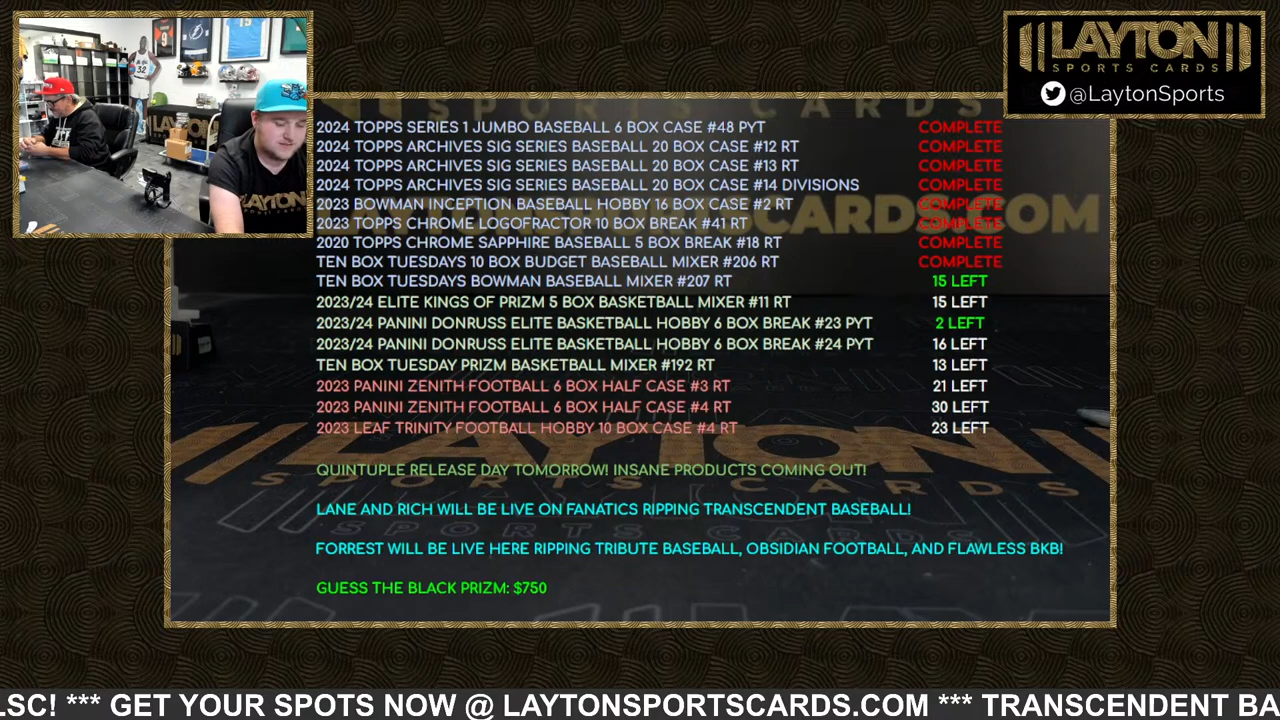 LAYTON
SPORTS CARDS
@LaytonSports
2024 TOPPS SERIES 1 JUMBO BASEBALL 6 BOX CASE #48 PYT COMPLETE
2024 TOPPS ARCHIVES SIG SERIES BASEBALL 20 BOX CASE #12 RT COMPLETE
2024 TOPPS ARCHIVES SIG SERIES BASEBALL 20 BOX CASE #13 RT COMPLETE
2024 TOPPS ARCHIVES SIG SERIES BASEBALL 20 BOX CASE #14 DIVISIONS COMPLETE
2023 BOWMAN INCEPTION BASEBALL HOBBY 16 BOX CASE #2 RT COMPLETE
2023 TOPPS CHROME LOGOFRACTOR 10 BOX BREAK #41 RT COMPLETE
2020 TOPPS CHROME SAPPHIRE BASEBALL 5 BOX BREAK #18 RT COMPLETE
TEN BOX TUESDAYS 10 BOX BUDGET BASEBALL MIXER #206 RT COMPLETE
TEN BOX TUESDAYS BOWMAN BASEBALL MIXER #207 RT 15 LEFT
2023/24 ELITE KINGS OF PRIZM 5 BOX BASKETBALL MIXER #11 RT 15 LEFT
2023/24 PANINI DONRUSS ELITE BASKETBALL HOBBY 6 BOX BREAK #23 PYT 2 LEFT
2023/24 PANINI DONRUSS ELITE BASKETBALL HOBBY 6 BOX BREAK #24 PYT 16 LEFT
TEN BOX TUESDAY PRIZM BASKETBALL MIXER #192 RT 13 LEFT
2023 PANINI ZENITH FOOTBALL 6 BOX HALF CASE #3 RT 21 LEFT
2023 PANINI ZENITH FOOTBALL 6 BOX HALF CASE #4 RT 30 LEFT
2023 LEAF TRINITY FOOTBALL HOBBY 10 BOX CASE #4 RT 23 LEFT
QUINTUPLE RELEASE DAY TOMORROW! INSANE PRODUCTS COMING OUT!
LANE AND RICH WILL BE LIVE ON FANATICS RIPPING TRANSCENDENT BASEBALL!
FORREST WILL BE LIVE HERE RIPPING TRIBUTE BASEBALL, OBSIDIAN FOOTBALL, AND FLAWLESS BKB!
GUESS THE BLACK PRIZM: $750
LSC! *** GET YOUR SPOTS NOW @ LAYTONSPORTSCARDS.COM *** TRANSCENDENT BA